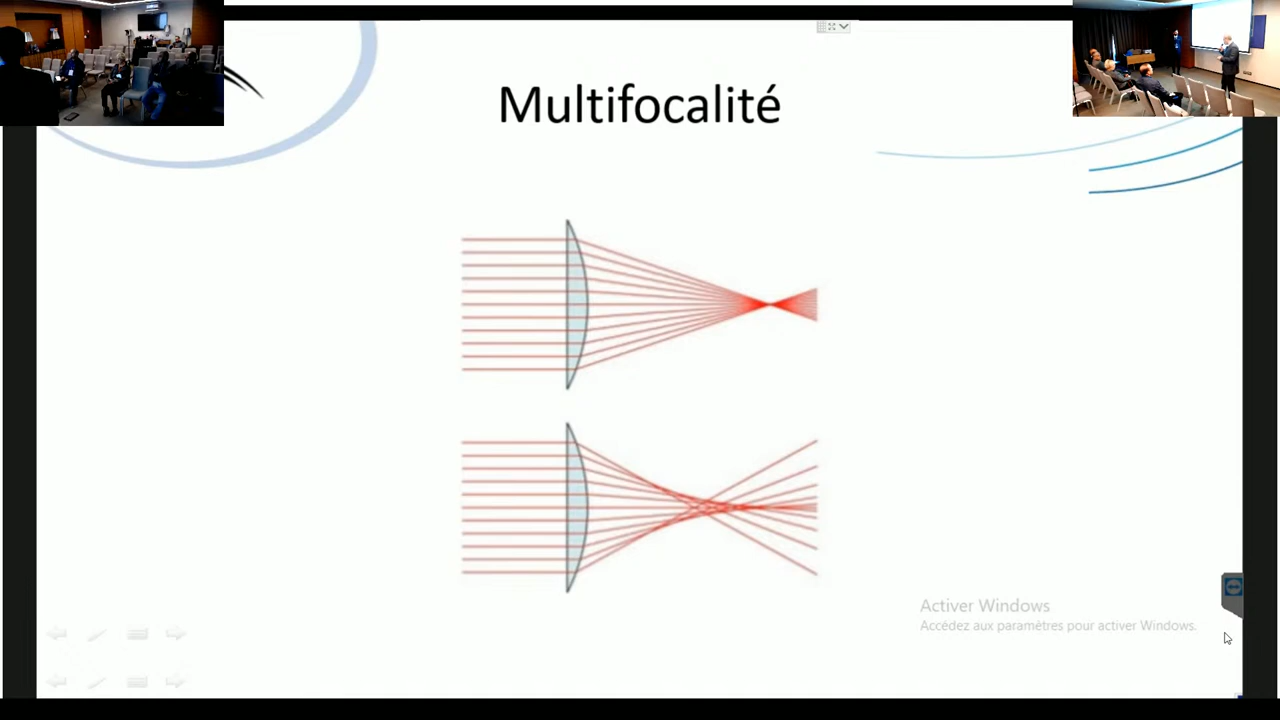 Multifocalité
Activer Windows
Accédez aux paramètres pour activer Windows.